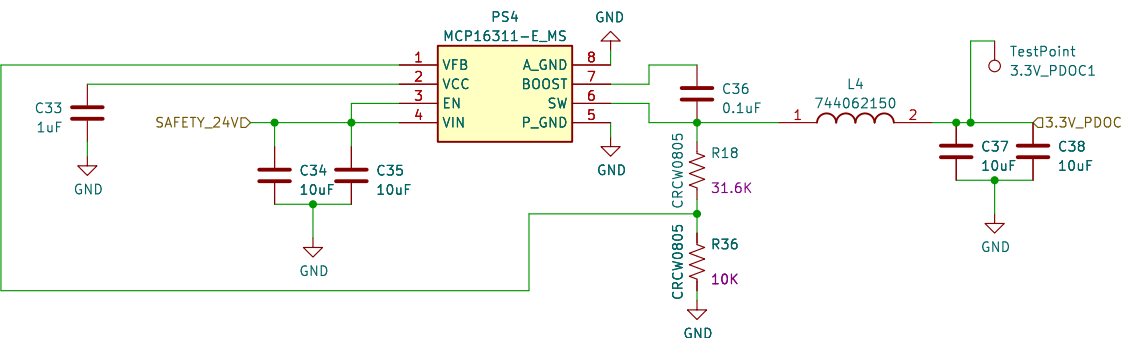 PS4
MCP16311-E_MS
GND
1 VFB
2 VCC
3 EN
4 VIN
A_GND 8
BOOST 7
SW 6
P_GND 5
C33
1uF
GND
SAFETY_24V
C34
10uF
C35
10uF
GND
GND
C36
0.1uF
CRCW0805
R18
31.6K
CRCW0805
R36
10K
GND
L4
744062150
1 2
TestPoint
3.3V_PDOC1
3.3V_PDOC
C37
10uF
C38
10uF
GND